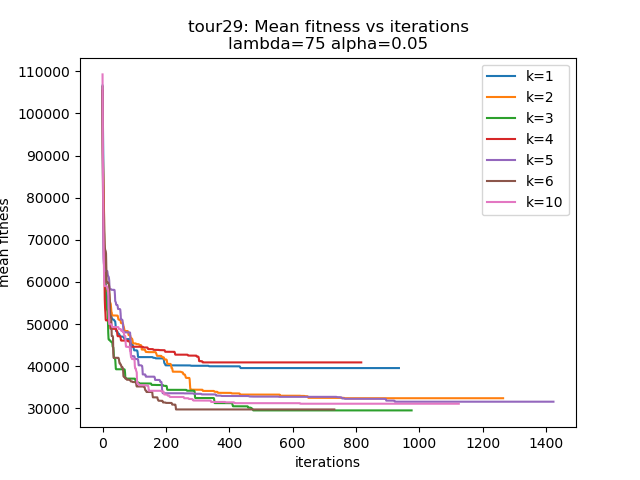 tour29: Mean fitness vs iterations
lambda=75 alpha=0.05
mean fitness
110000
100000
90000
80000
70000
60000
50000
40000
30000
k=1
k=2
k=3
k=4
k=5
k=6
k=10
0 200 400 600 800 1000 1200 1400
iterations